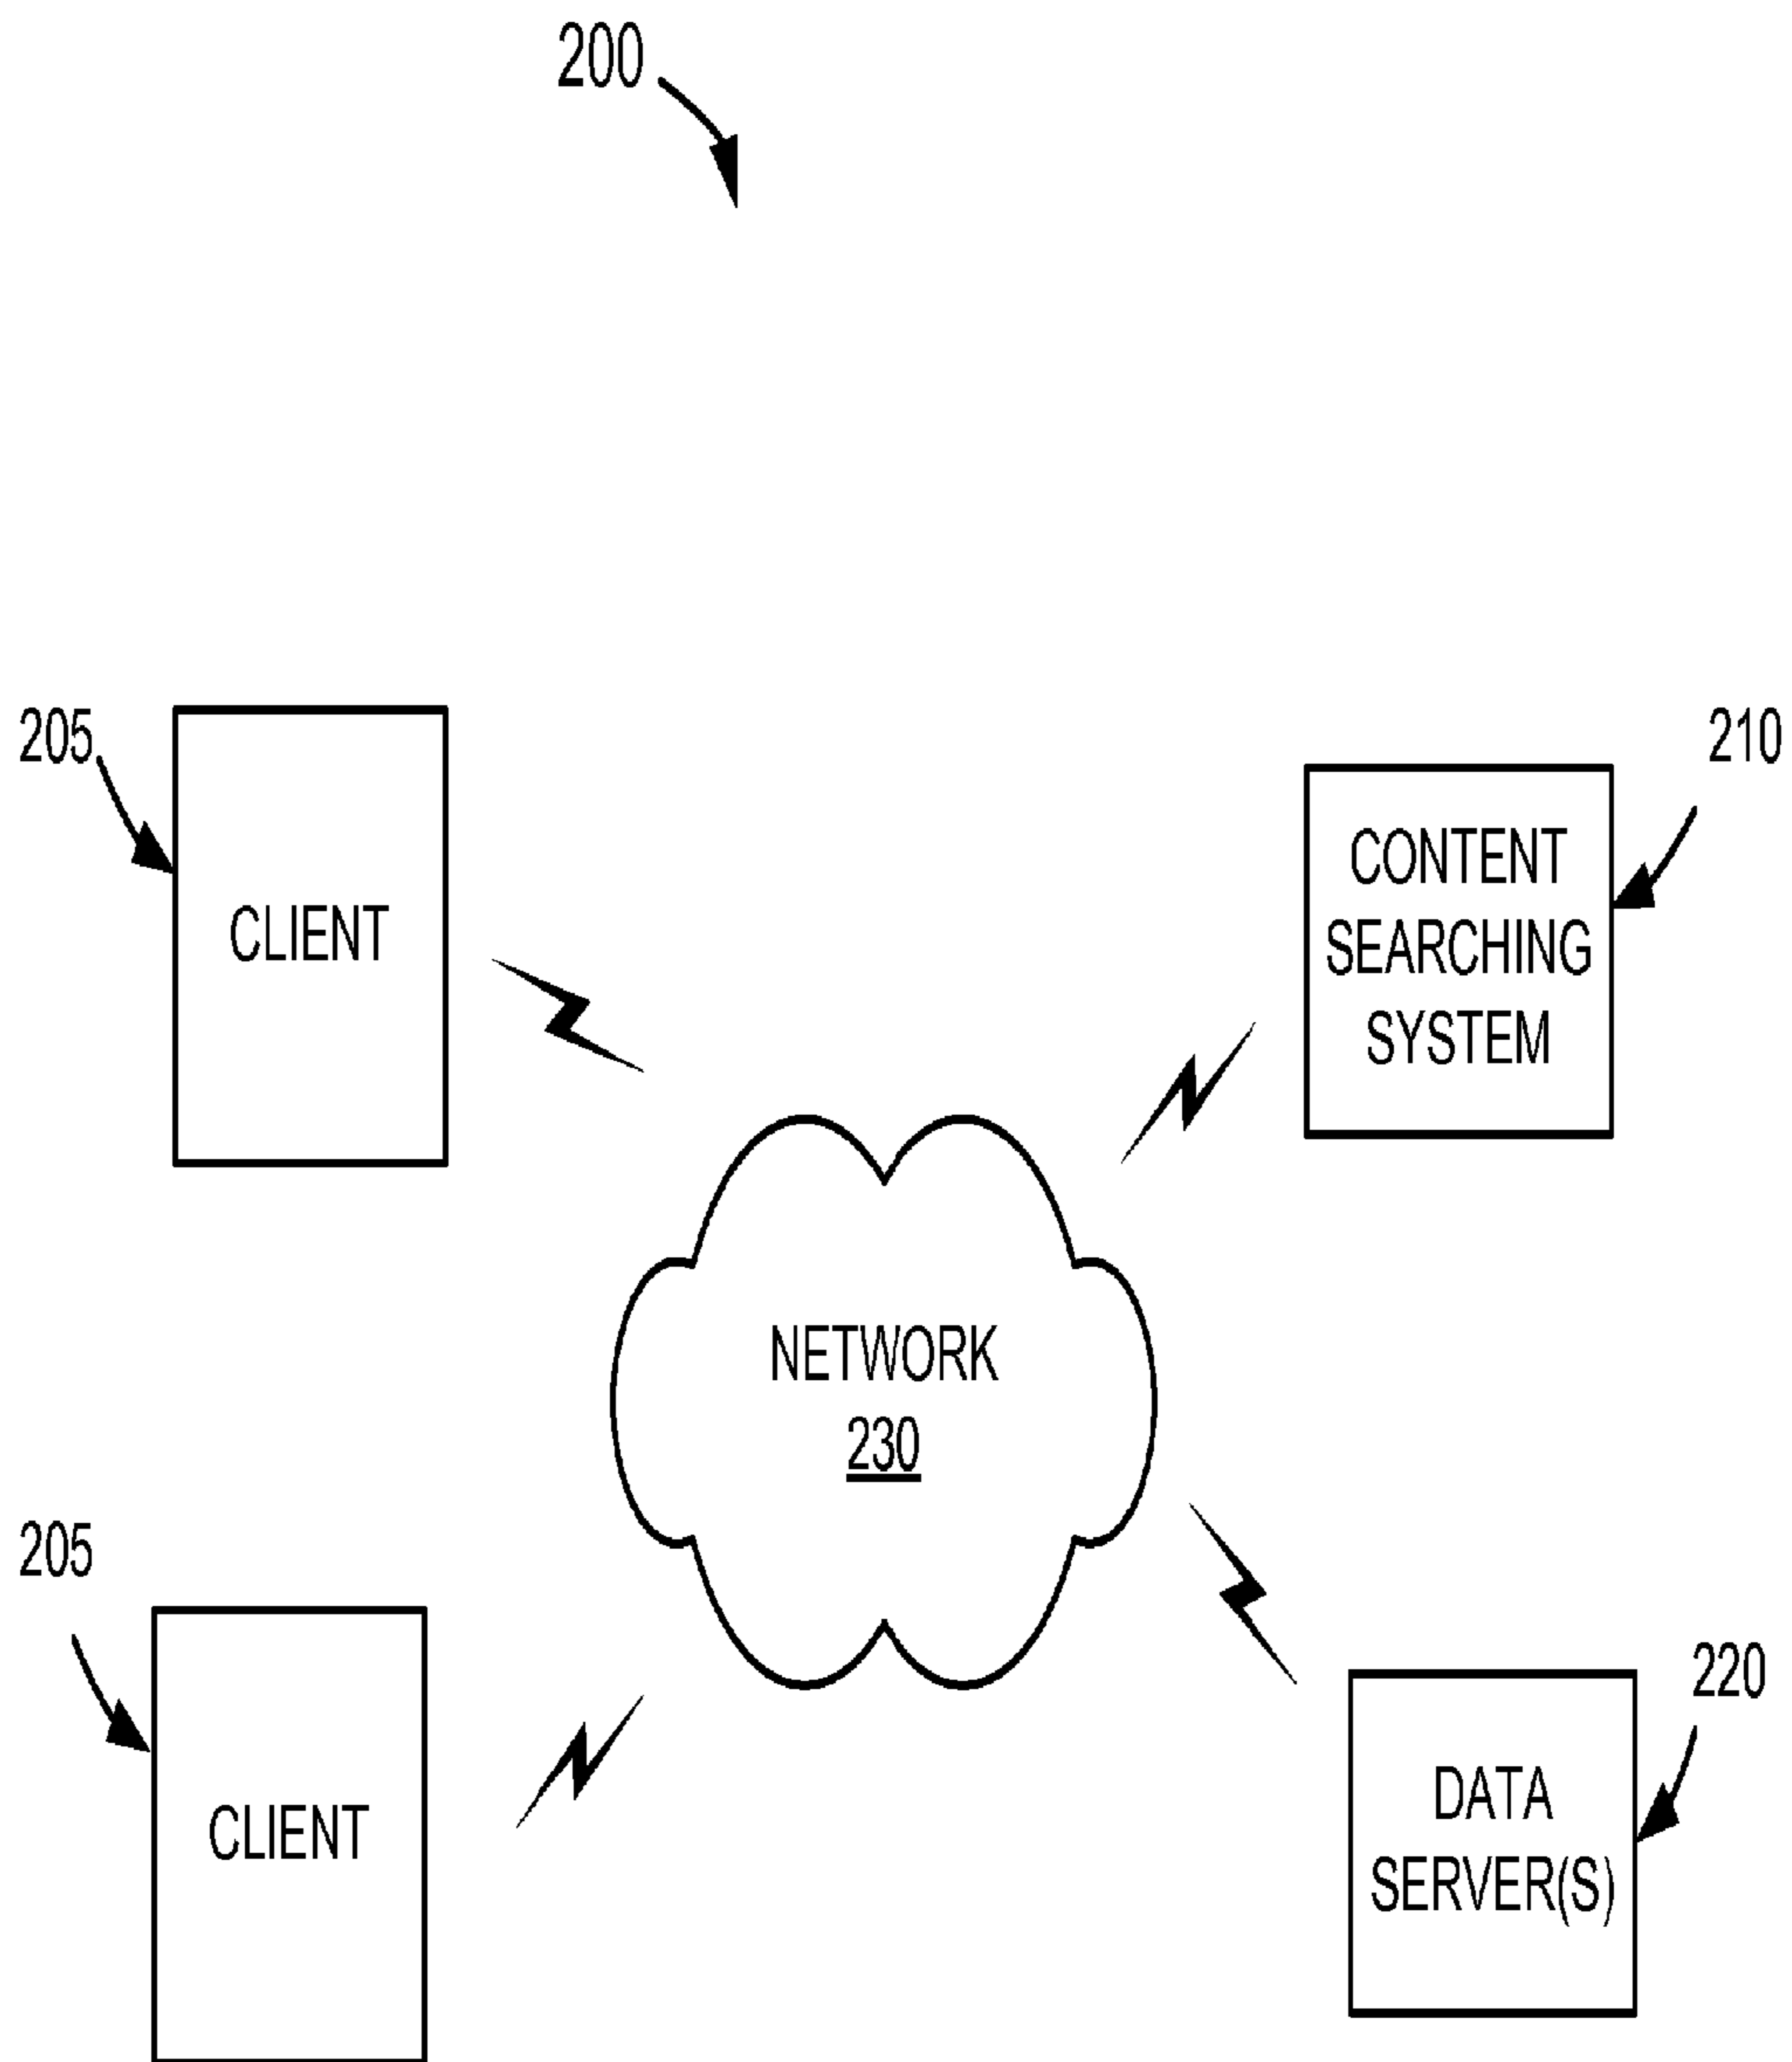 200
205
CLIENT
210
CONTENT
SEARCHING
SYSTEM
NETWORK
230
205
CLIENT
220
DATA
SERVER(S)